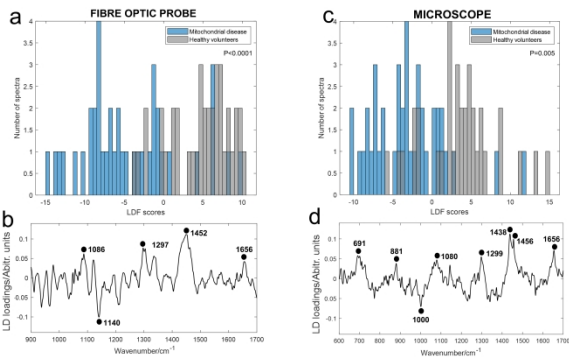 a
FIBRE OPTIC PROBE
Mitochondrial disease
Healthy volunteers
P<0.0001
Number of spectra
4
3.5
3
2.5
2
1.5
1
0.5
0
-15 -10 -5 0 5 10
LDF scores
c
MICROSCOPE
Mitochondrial disease
Healthy volunteers
P=0.005
Number of spectra
4
3.5
3
2.5
2
1.5
1
0.5
0
-10 -5 0 5 10 15
LDF scores
b
LD loadings/Abitr. units
0.1
0.05
0
-0.05
-0.1
1086
1140
1297
1452
1656
900 1000 1100 1200 1300 1400 1500 1600 1700
Wavenumber/cm-1
d
LD loadings/Abitr. units
0.1
0.05
0
-0.05
-0.1
691
881
1000
1080
1299
1438
1456
1656
600 700 800 900 1000 1100 1200 1300 1400 1500 1600 1700
Wavenumber/cm-1